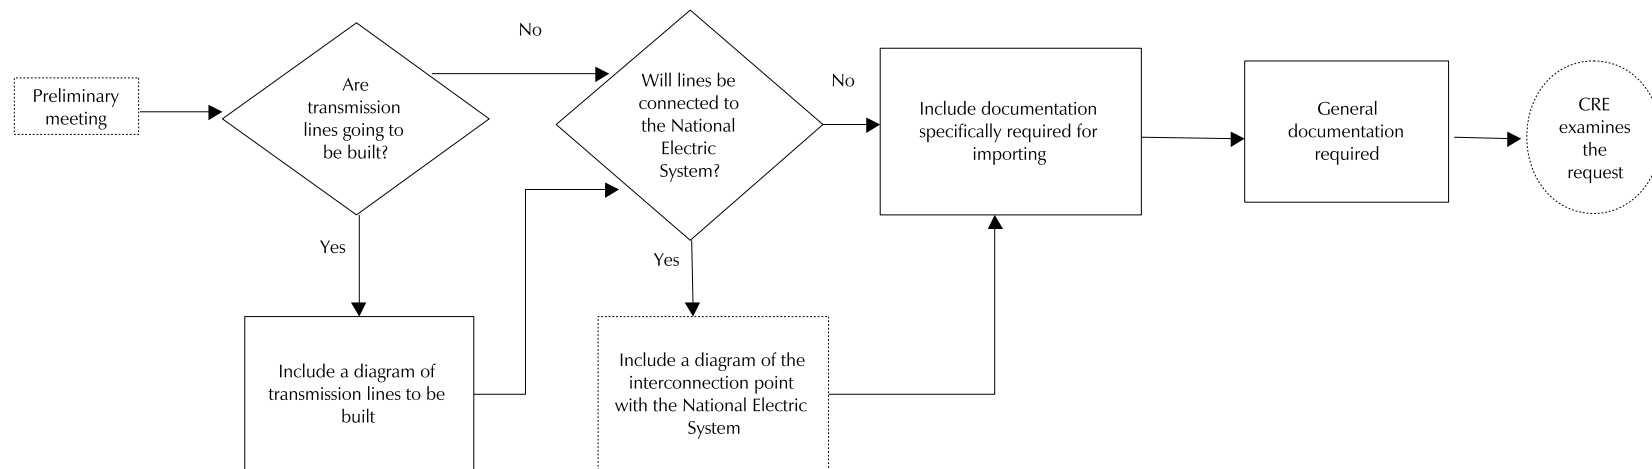 Preliminary
meeting
Are
transmission
lines going to
be built?
No
Yes
Include a diagram of
transmission lines to be
built
Will lines be
connected to
the National
Electric
System?
No
Yes
Include a diagram of the
interconnection point
with the National Electric
System
Include documentation
specifically required for
importing
General
documentation
required
CRE
examines
the
request